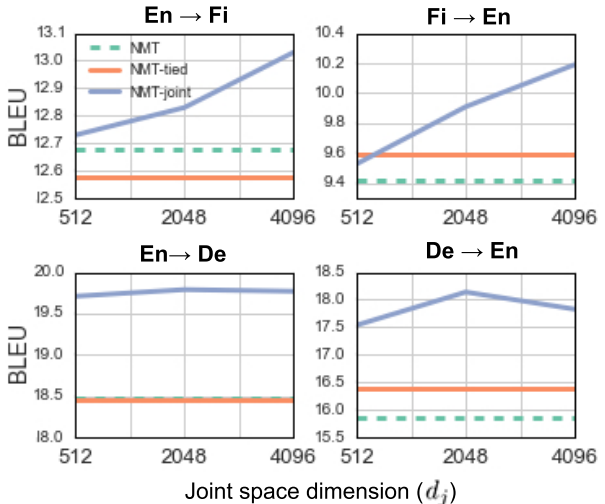 En → Fi
Fi → En
13.1
13.0
12.9
12.8
12.7
12.6
12.5
NMT
NMT-tied
NMT-joint
BLEU
512 2048 4096
10.4
10.2
10.0
9.8
9.6
9.4
512 2048 4096
En→ De
De → En
20.0
19.5
19.0
18.5
18.0
BLEU
512 2048 4096
18.5
18.0
17.5
17.0
16.5
16.0
15.5
512 2048 4096
Joint space dimension (d_j)